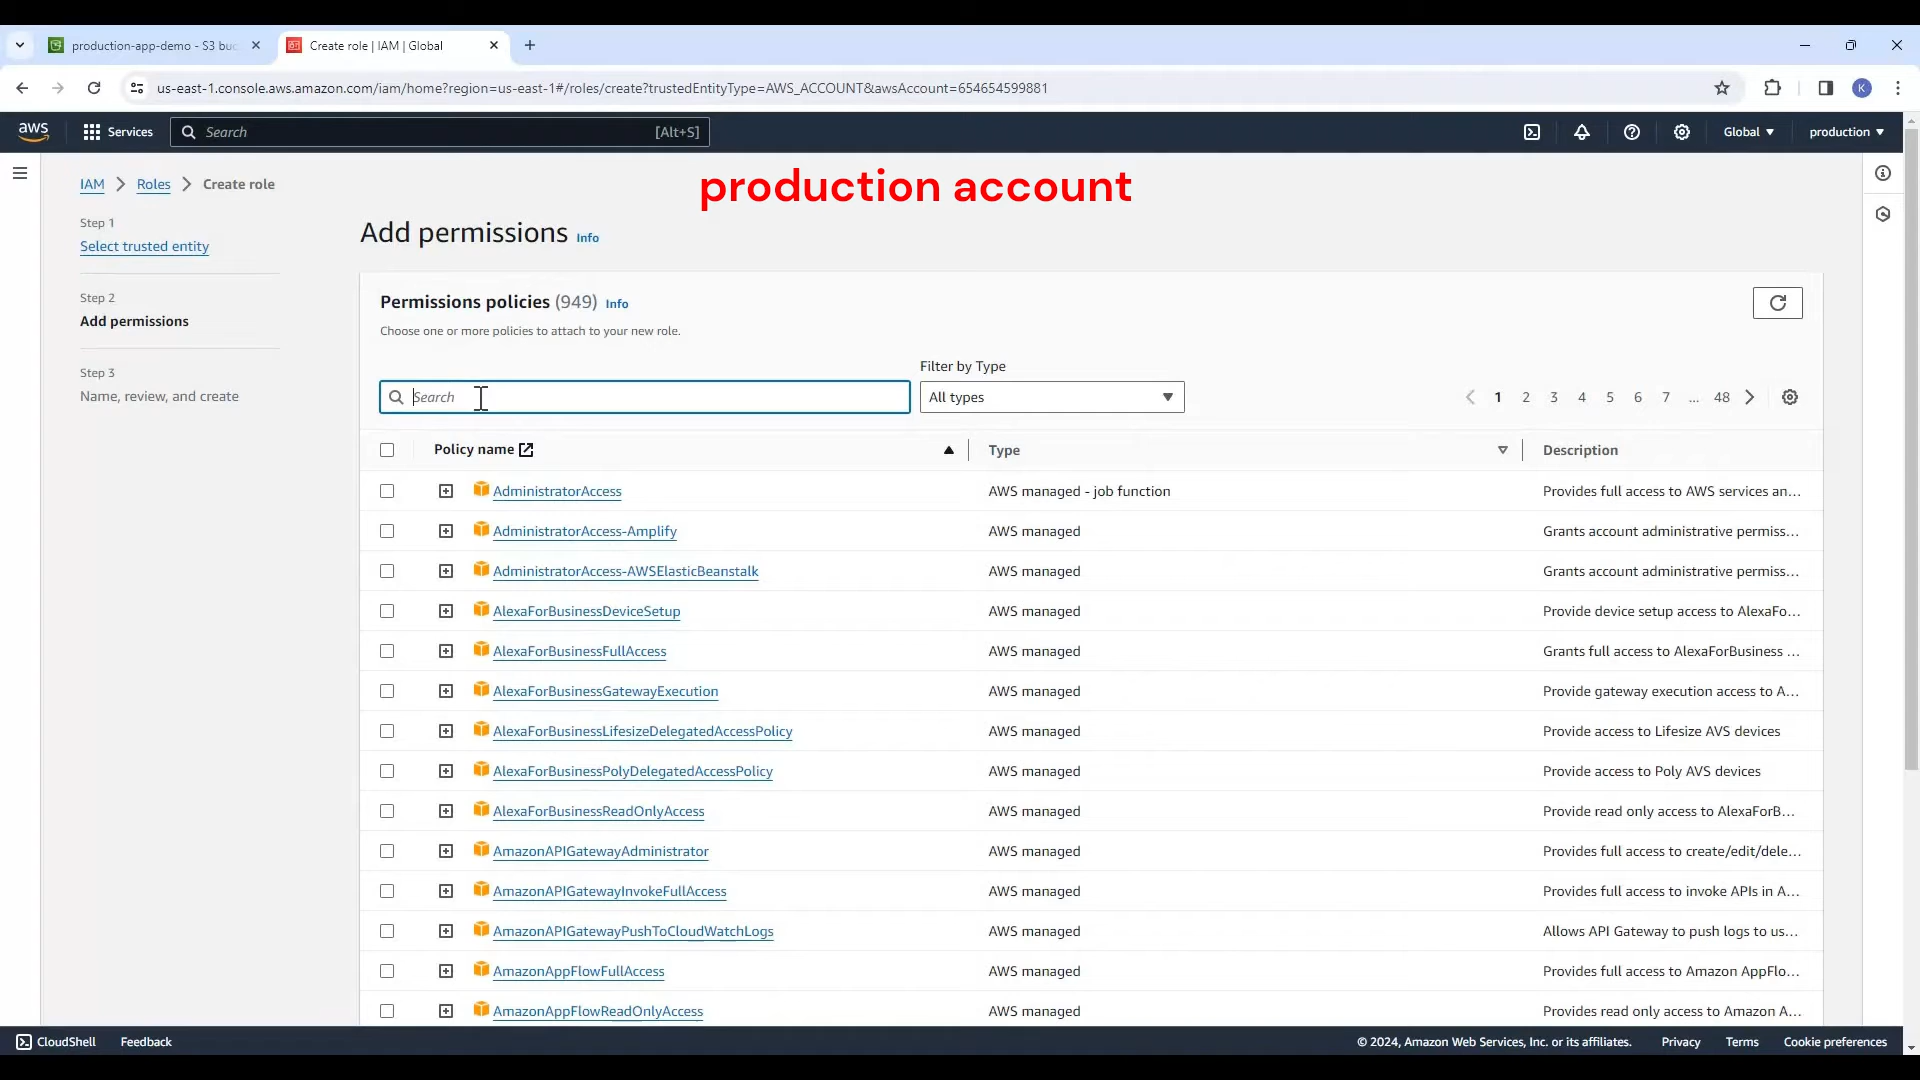 production-app-demo - S3 buc
Create role | IAM | Global
us-east-1.console.aws.amazon.com/iam/home?region=us-east-1#/roles/create?trustedEntityType=AWS_ACCOUNT&awsAccount=654654599881
K
aws
Services
Search
[Alt+S]
Global
production
IAM
Roles
Create role
production account
Step 1
Select trusted entity
Step 2
Add permissions
Step 3
Name, review, and create
Add permissions Info
Permissions policies (949) Info
Choose one or more policies to attach to your new role.
Filter by Type
Search
All types
1 2 3 4 5 6 7 ... 48
Policy name
Type
Description
AdministratorAccess
AWS managed - job function
Provides full access to AWS services an...
AdministratorAccess-Amplify
AWS managed
Grants account administrative permiss...
AdministratorAccess-AWSElasticBeanstalk
AWS managed
Grants account administrative permiss...
AlexaForBusinessDeviceSetup
AWS managed
Provide device setup access to AlexaFo...
AlexaForBusinessFullAccess
AWS managed
Grants full access to AlexaForBusiness ...
AlexaForBusinessGatewayExecution
AWS managed
Provide gateway execution access to A...
AlexaForBusinessLifesizeDelegatedAccessPolicy
AWS managed
Provide access to Lifesize AVS devices
AlexaForBusinessPolyDelegatedAccessPolicy
AWS managed
Provide access to Poly AVS devices
AlexaForBusinessReadOnlyAccess
AWS managed
Provide read only access to AlexaForB...
AmazonAPIGatewayAdministrator
AWS managed
Provides full access to create/edit/dele...
AmazonAPIGatewayInvokeFullAccess
AWS managed
Provides full access to invoke APIs in A...
AmazonAPIGatewayPushToCloudWatchLogs
AWS managed
Allows API Gateway to push logs to us...
AmazonAppFlowFullAccess
AWS managed
Provides full access to Amazon AppFlo...
AmazonAppFlowReadOnlyAccess
AWS managed
Provides read only access to Amazon A...
CloudShell
Feedback
© 2024, Amazon Web Services, Inc. or its affiliates.
Privacy
Terms
Cookie preferences